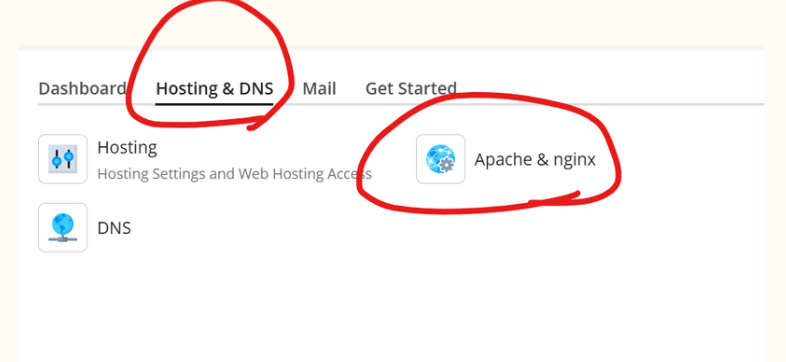 Dashboard Hosting & DNS Mail Get Started
Hosting
Hosting Settings and Web Hosting Access
Apache & nginx
DNS